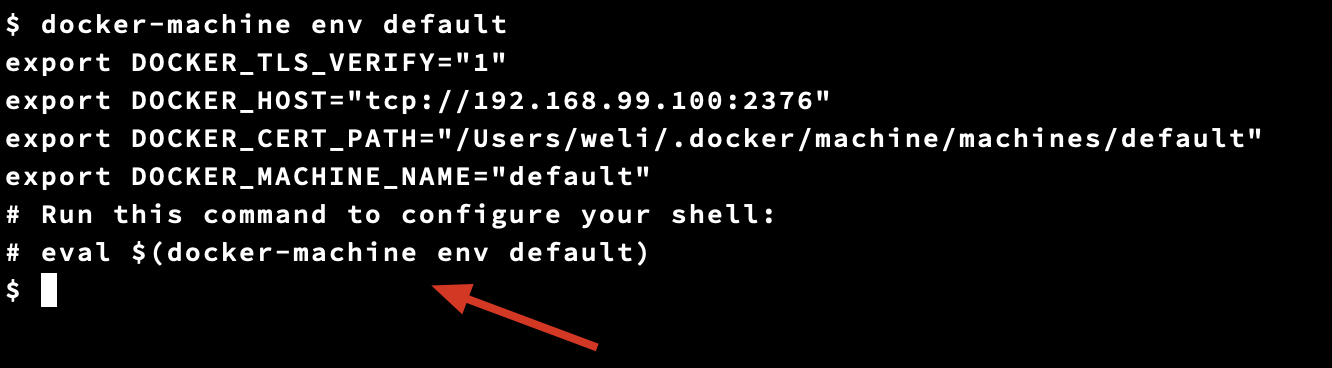 $ docker-machine env default
export DOCKER_TLS_VERIFY="1"
export DOCKER_HOST="tcp://192.168.99.100:2376"
export DOCKER_CERT_PATH="/Users/weli/.docker/machine/machines/default"
export DOCKER_MACHINE_NAME="default"
# Run this command to configure your shell:
# eval $(docker-machine env default)
$